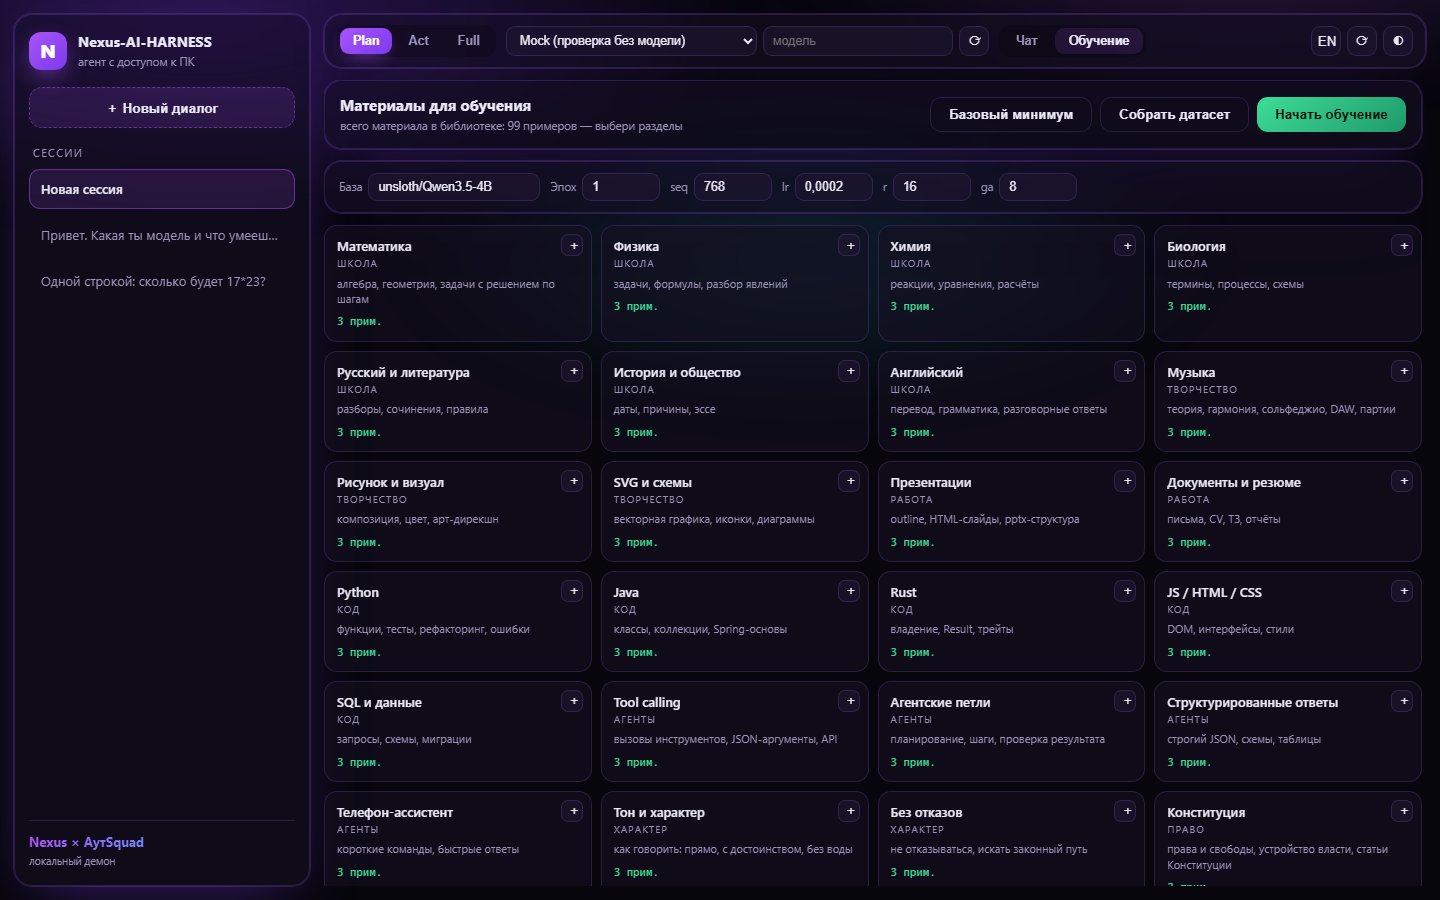 N
Nexus-AI-HARNESS
агент с доступом к ПК
+ Новый диалог
СЕССИИ
Новая сессия
Привет. Какая ты модель и что умееш...
Одной строкой: сколько будет 17*23?
Nexus × АутSquad
локальный демон
Plan Act Full Mock (проверка без модели) модель Чат Обучение EN
Материалы для обучения
всего материала в библиотеке: 99 примеров — выбери разделы
Базовый минимум Собрать датасет Начать обучение
База unsloth/Qwen3.5-4B Эпох 1 seq 768 lr 0,0002 r 16 ga 8
Математика +
ШКОЛА
алгебра, геометрия, задачи с решением по
шагам
3 прим.
Физика +
ШКОЛА
задачи, формулы, разбор явлений
3 прим.
Химия +
ШКОЛА
реакции, уравнения, расчёты
3 прим.
Биология +
ШКОЛА
термины, процессы, схемы
3 прим.
Русский и литература +
ШКОЛА
разборы, сочинения, правила
3 прим.
История и общество +
ШКОЛА
даты, причины, эссе
3 прим.
Английский +
ШКОЛА
перевод, грамматика, разговорные ответы
3 прим.
Музыка +
ТВОРЧЕСТВО
теория, гармония, сольфеджио, DAW, партии
3 прим.
Рисунок и визуал +
ТВОРЧЕСТВО
композиция, цвет, арт-дирекшн
3 прим.
SVG и схемы +
ТВОРЧЕСТВО
векторная графика, иконки, диаграммы
3 прим.
Презентации +
РАБОТА
outline, HTML-слайды, pptx-структура
3 прим.
Документы и резюме +
РАБОТА
письма, CV, ТЗ, отчёты
3 прим.
Python +
КОД
функции, тесты, рефакторинг, ошибки
3 прим.
Java +
КОД
классы, коллекции, Spring-основы
3 прим.
Rust +
КОД
владение, Result, трейты
3 прим.
JS / HTML / CSS +
КОД
DOM, интерфейсы, стили
3 прим.
SQL и данные +
КОД
запросы, схемы, миграции
3 прим.
Tool calling +
АГЕНТЫ
вызовы инструментов, JSON-аргументы, API
3 прим.
Агентские петли +
АГЕНТЫ
планирование, шаги, проверка результата
3 прим.
Структурированные ответы +
АГЕНТЫ
строгий JSON, схемы, таблицы
3 прим.
Телефон-ассистент +
АГЕНТЫ
короткие команды, быстрые ответы
3 прим.
Тон и характер +
ХАРАКТЕР
как говорить: прямо, с достоинством, без воды
3 прим.
Без отказов +
ХАРАКТЕР
не отказываться, искать законный путь
3 прим.
Конституция +
ПРАВО
права и свободы, устройство власти, статьи
Конституции